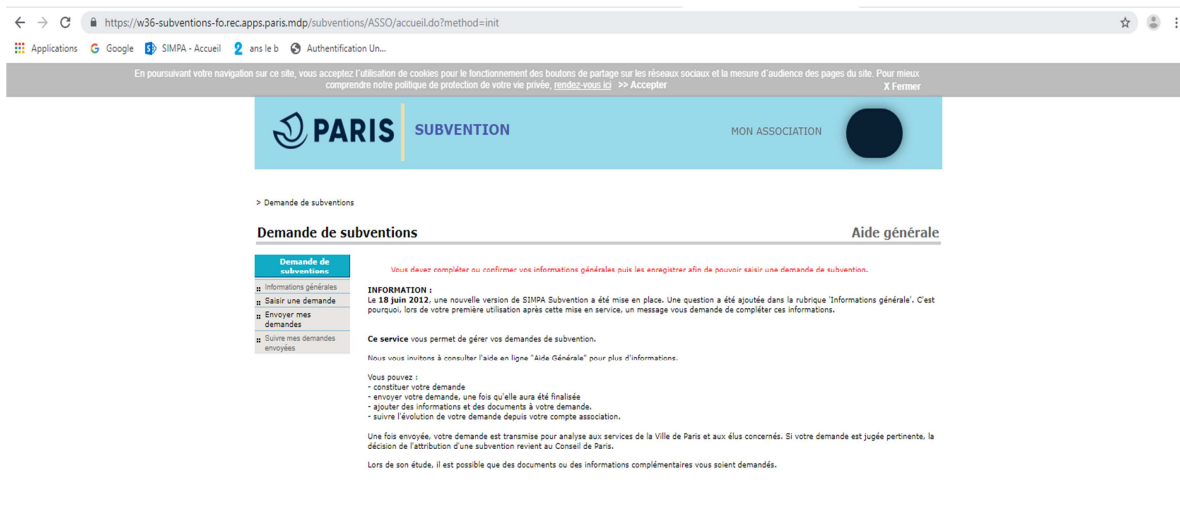 https://w36-subventions-fo.rec.apps.paris.mdp/subventions/ASSO/accueil.do?method=init
Applications Google SIMPA - Accueil ans le b Authentification Un...
En poursuivant votre navigation sur ce site, vous acceptez l'utilisation de cookies pour le fonctionnement des boutons de partage sur les réseaux sociaux et la mesure d'audience des pages du site. Pour mieux
comprendre notre politique de protection de votre vie privée, rendez-vous ici >> Accepter X Fermer
PARIS SUBVENTION MON ASSOCIATION
> Demande de subventions
Demande de subventions Aide générale
Demande de
subventions
Informations générales
Saisir une demande
Envoyer mes
demandes
Suivre mes demandes
envoyées
Vous devez compléter ou confirmer vos informations générales puis les enregistrer afin de pouvoir saisir une demande de subvention.
INFORMATION :
Le 18 juin 2012, une nouvelle version de SIMPA Subvention a été mise en place. Une question a été ajoutée dans la rubrique 'Informations générale'. C'est
pourquoi, lors de votre première utilisation après cette mise en service, un message vous demande de compléter ces informations.
Ce service vous permet de gérer vos demandes de subvention.
Nous vous invitons à consulter l'aide en ligne "Aide Générale" pour plus d'informations.
Vous pouvez :
- constituer votre demande
- envoyer votre demande, une fois qu'elle aura été finalisée
- ajouter des informations et des documents à votre demande.
- suivre l'évolution de votre demande depuis votre compte association.
Une fois envoyée, votre demande est transmise pour analyse aux services de la Ville de Paris et aux élus concernés. Si votre demande est jugée pertinente, la
décision de l'attribution d'une subvention revient au Conseil de Paris.
Lors de son étude, il est possible que des documents ou des informations complémentaires vous soient demandés.